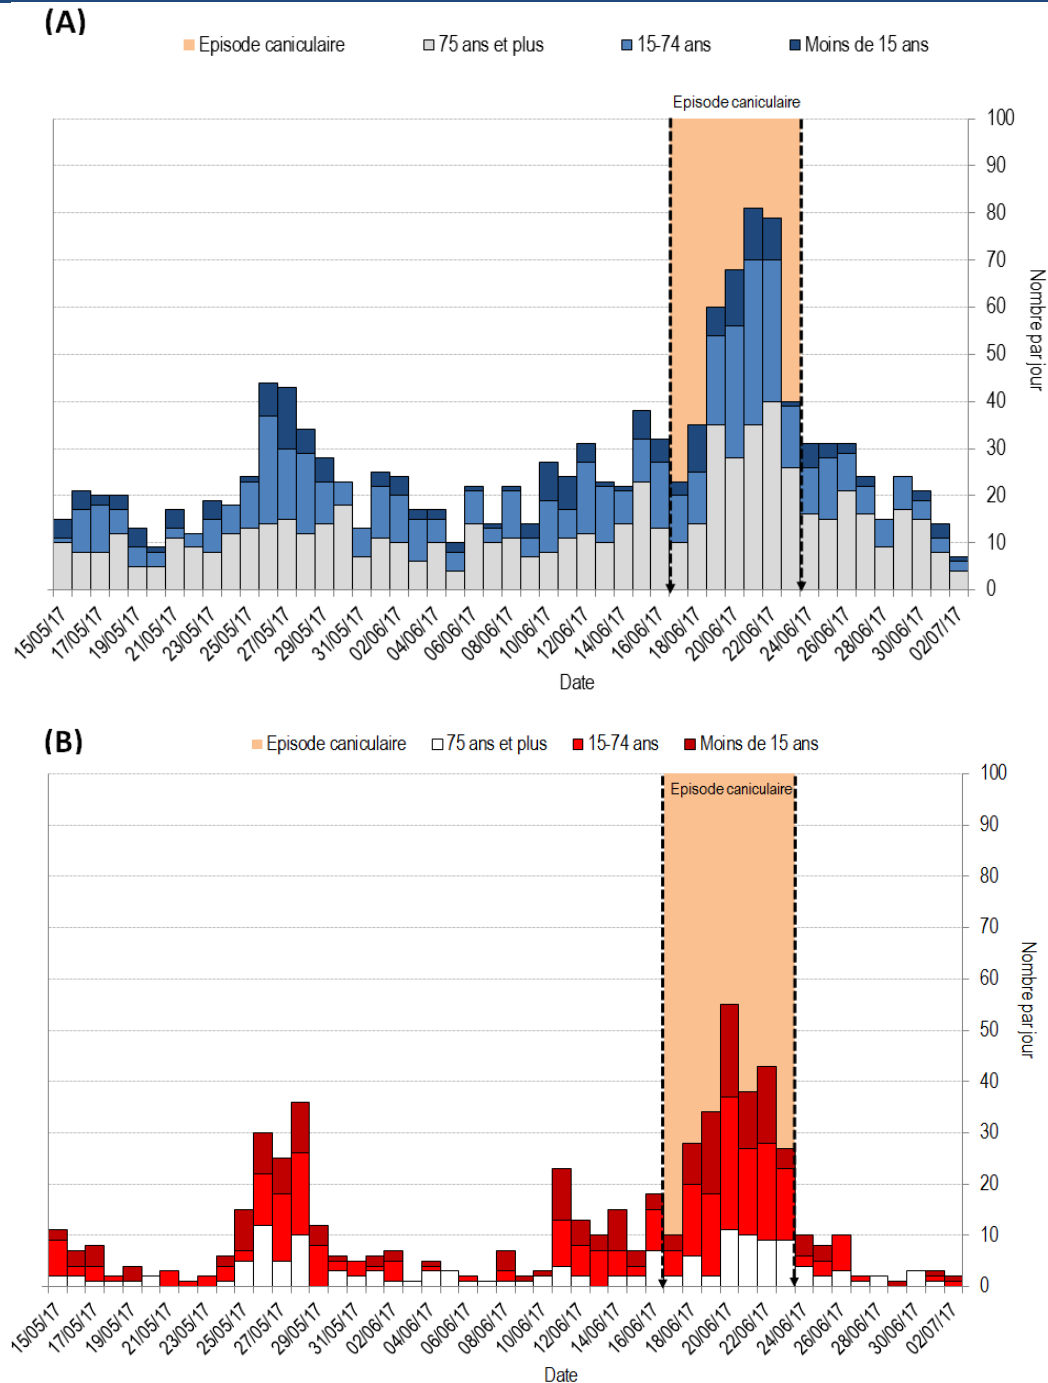 (A)
Episode caniculaire 75 ans et plus 15-74 ans Moins de 15 ans
Episode caniculaire
100
90
80
70
60
50
40
30
20
10
0
Nombre par jour
15/05/17 17/05/17 19/05/17 21/05/17 23/05/17 25/05/17 27/05/17 29/05/17 31/05/17 02/06/17 04/06/17 06/06/17 08/06/17 10/06/17 12/06/17 14/06/17 16/06/17 18/06/17 20/06/17 22/06/17 24/06/17 26/06/17 28/06/17 30/06/17 02/07/17
Date
(B)
Episode caniculaire 75 ans et plus 15-74 ans Moins de 15 ans
Episode caniculaire
100
90
80
70
60
50
40
30
20
10
0
Nombre par jour
15/05/17 17/05/17 19/05/17 21/05/17 23/05/17 25/05/17 27/05/17 29/05/17 31/05/17 02/06/17 04/06/17 06/06/17 08/06/17 10/06/17 12/06/17 14/06/17 16/06/17 18/06/17 20/06/17 22/06/17 24/06/17 26/06/17 28/06/17 30/06/17 02/07/17
Date